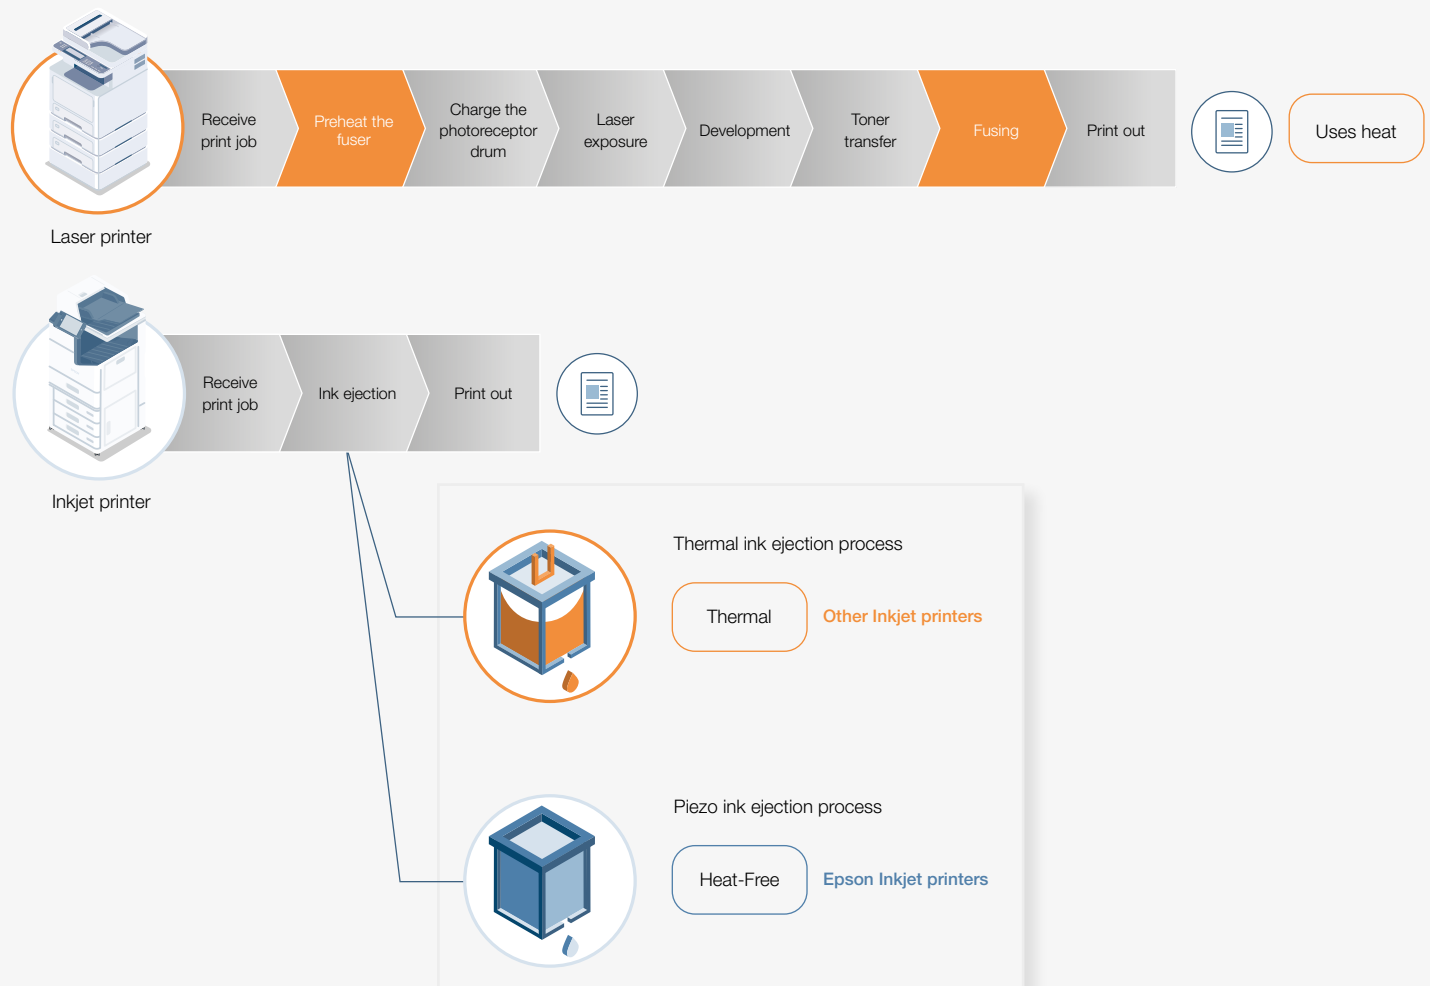 Receive
print job
Preheat the
fuser
Charge the
photoreceptor
drum
Laser
exposure
Development
Toner
transfer
Fusing
Print out
Uses heat
Laser printer
Receive
print job
Ink ejection
Print out
Inkjet printer
Thermal ink ejection process
Thermal
Other Inkjet printers
Piezo ink ejection process
Heat-Free
Epson Inkjet printers